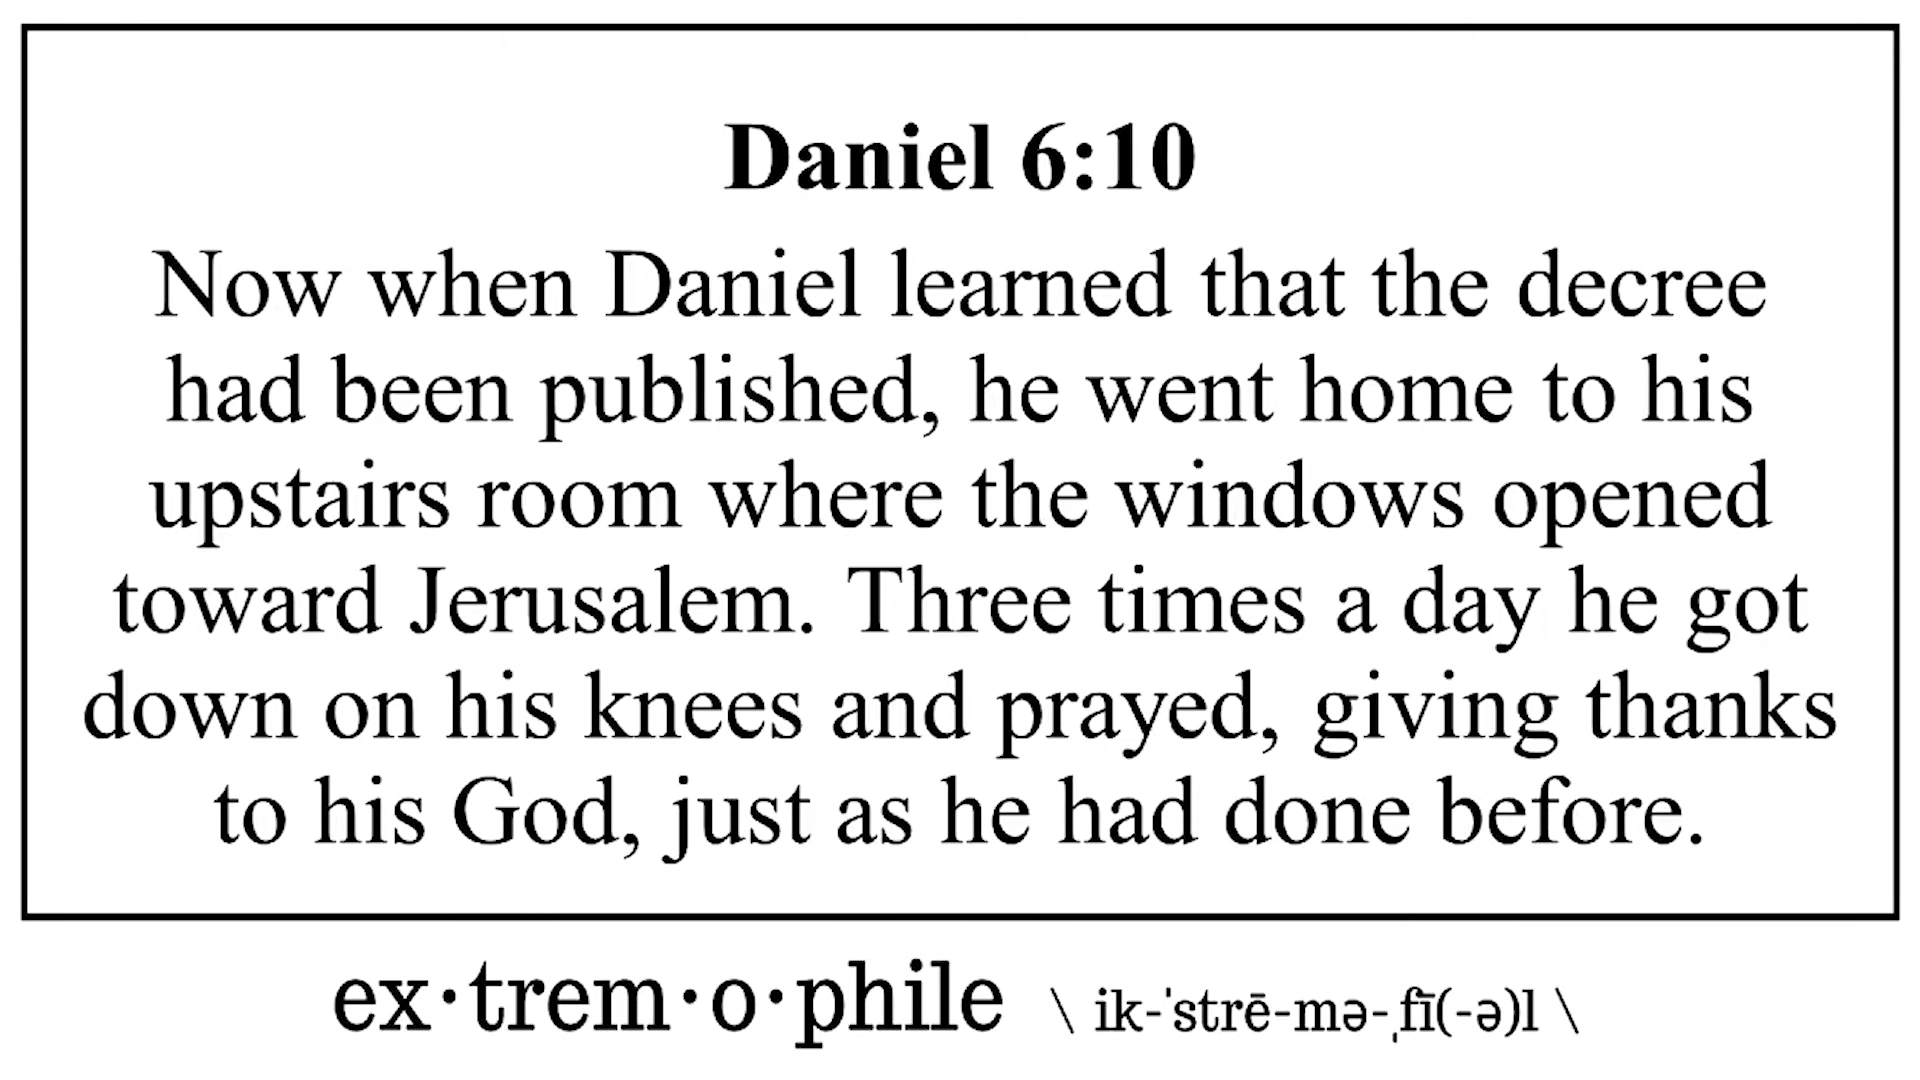 Daniel 6:10
Now when Daniel learned that the decree
had been published, he went home to his
upstairs room where the windows opened
toward Jerusalem. Three times a day he got
down on his knees and prayed, giving thanks
to his God, just as he had done before.
ex·trem·o·phile \ ik-ˈstrē-mə-ˌfī(-ə)l \